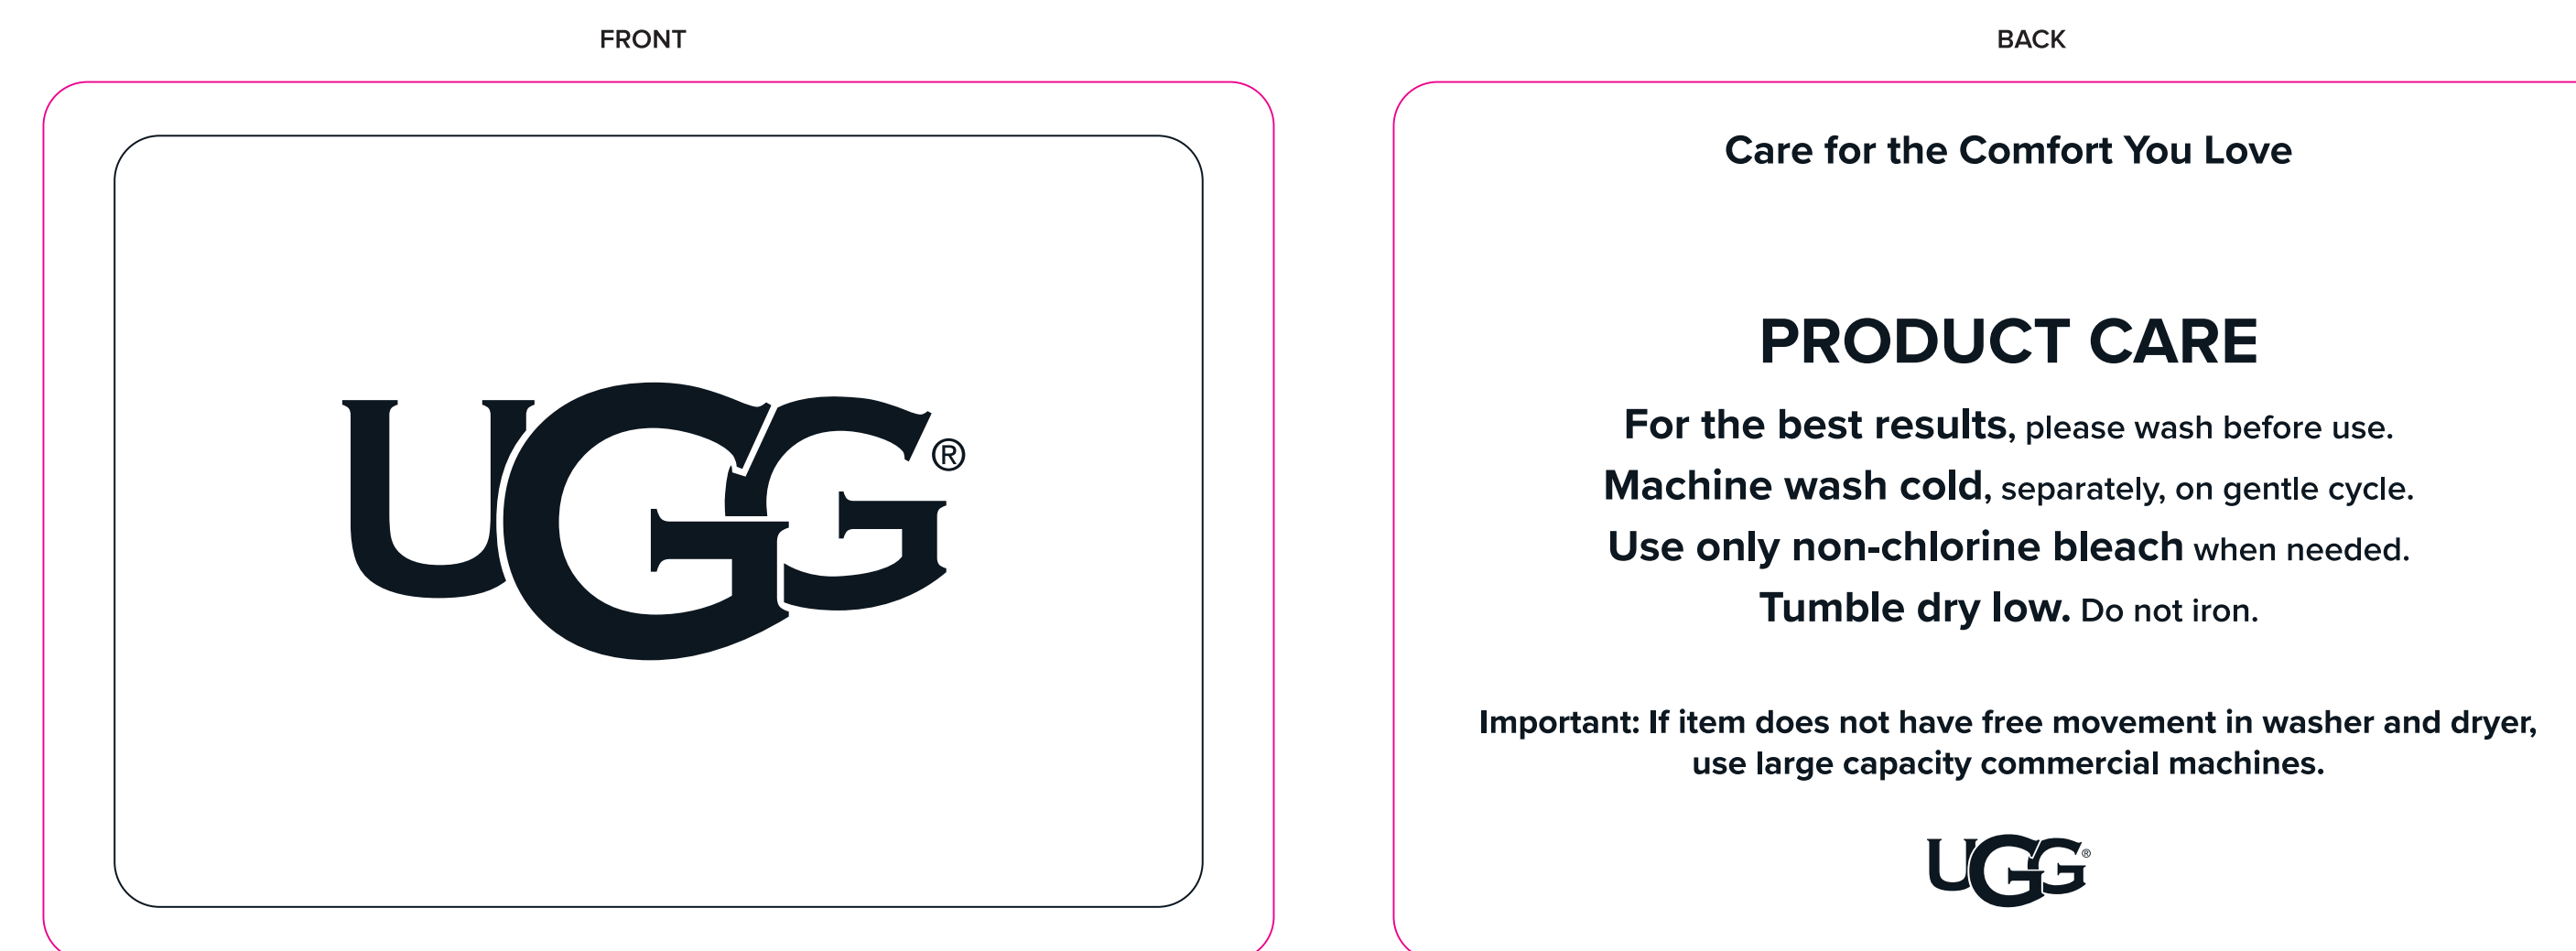 FRONT
UGG®
BACK
Care for the Comfort You Love
PRODUCT CARE
For the best results, please wash before use.
Machine wash cold, separately, on gentle cycle.
Use only non-chlorine bleach when needed.
Tumble dry low. Do not iron.
Important: If item does not have free movement in washer and dryer,
use large capacity commercial machines.
UGG®